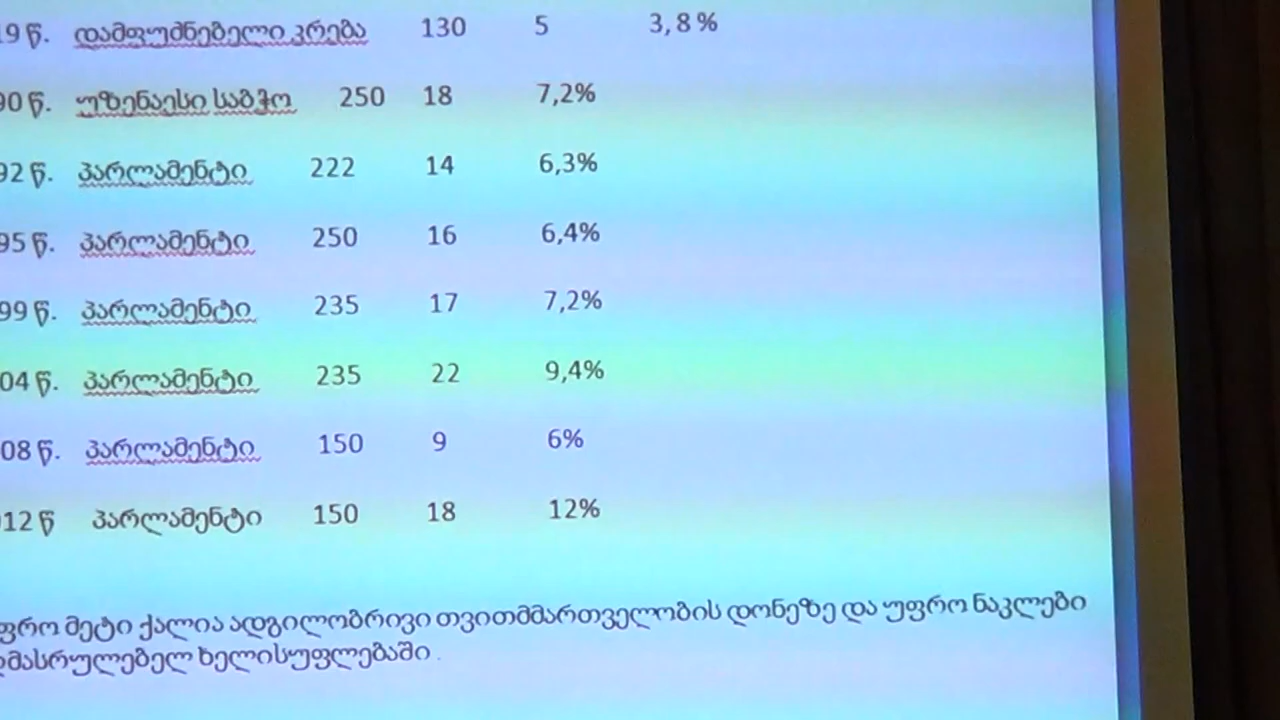 19 წ. დამფუძნებელი კრება 130 5 3,8 %
90 წ. უზენაესი საბჭო 250 18 7,2%
92 წ. პარლამენტი 222 14 6,3%
95 წ. პარლამენტი 250 16 6,4%
99 წ. პარლამენტი 235 17 7,2%
04 წ. პარლამენტი 235 22 9,4%
08 წ. პარლამენტი 150 9 6%
012 წ პარლამენტი 150 18 12%
მეტი ქალია ადგილობრივი თვითმმართველობის დონეზე და უფრო ნაკლები
ხელისუფლებაში .